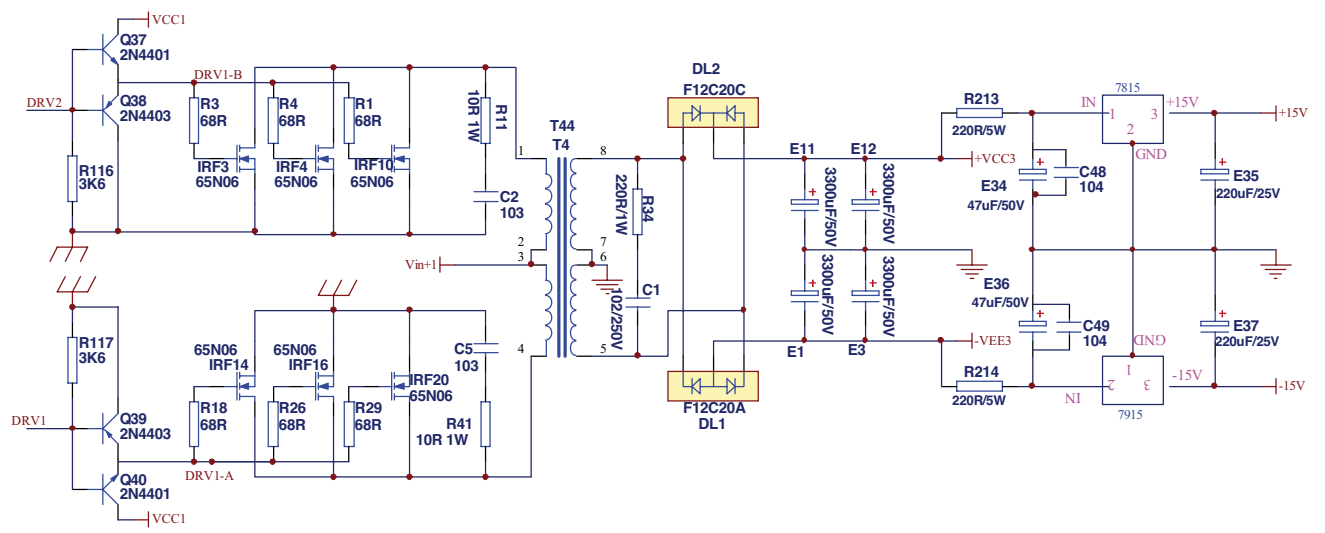 VCC1
Q37
2N4401
DRV2
Q38
2N4403
R116
3K6
DRV1-B
R3
68R
R4
68R
R1
68R
IRF3
65N06
IRF4
65N06
IRF10
65N06
R11
10R 1W
C2
103
T44
T4
1
2
3
4
8
7
6
5
Vin+1
R34
220R/1W
C1
102/250V
DL2
F12C20C
F12C20A
DL1
E11
E12
3300uF/50V
3300uF/50V
3300uF/50V
3300uF/50V
E1
E3
+VCC3
-VEE3
R213
220R/5W
R214
220R/5W
E34
47uF/50V
C48
104
E36
47uF/50V
C49
104
7815
IN
1
2
3
+15V
GND
+15V
E35
220uF/25V
E37
220uF/25V
GND
1
2
3
IN
-15V
7915
-15V
R117
3K6
DRV1
Q39
2N4403
Q40
2N4401
VCC1
65N06
IRF14
65N06
IRF16
IRF20
65N06
R18
68R
R26
68R
R29
68R
DRV1-A
C5
103
R41
10R 1W